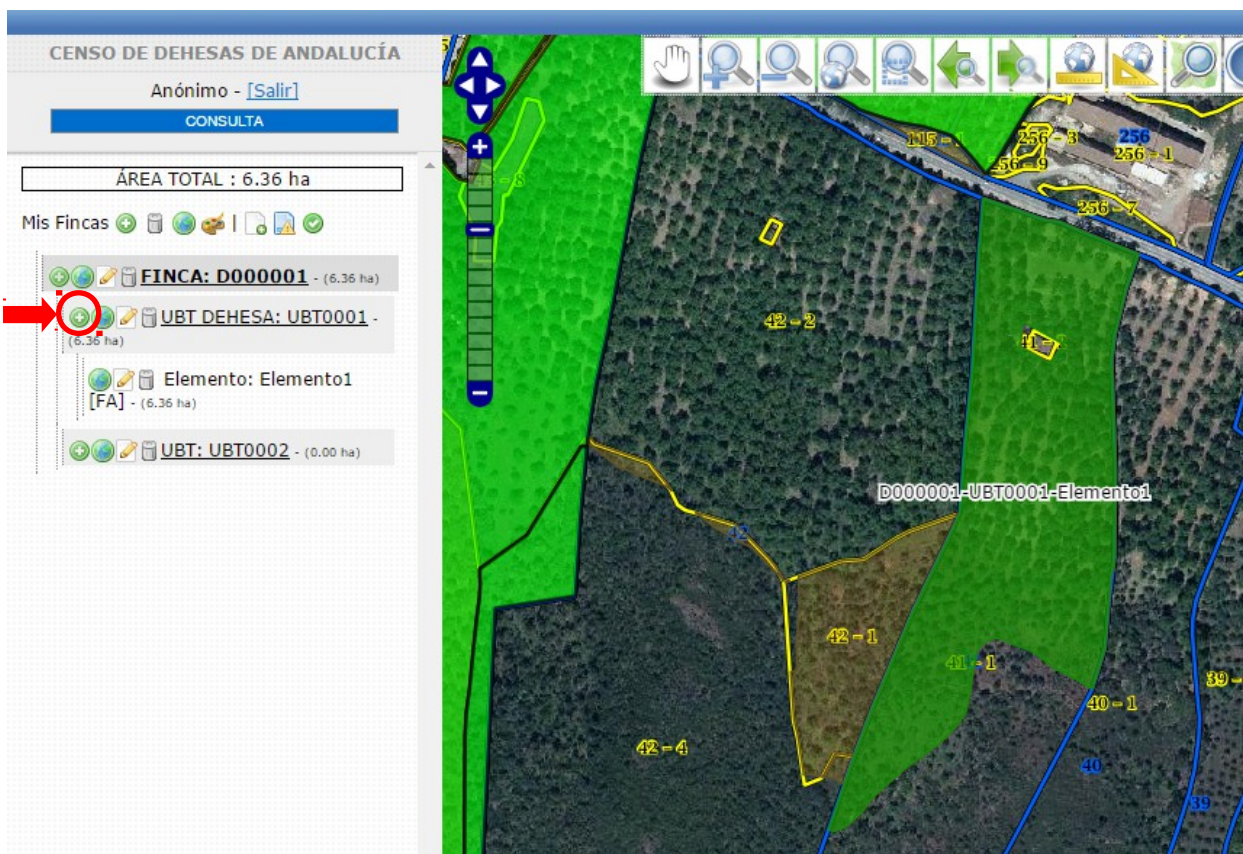 CENSO DE DEHESAS DE ANDALUCÍA
Anónimo - [Salir]
CONSULTA
ÁREA TOTAL : 6.36 ha
Mis Fincas
FINCA: D000001 - (6.36 ha)
UBT DEHESA: UBT0001 -
(6.36 ha)
Elemento: Elemento1
[FA] - (6.36 ha)
UBT: UBT0002 - (0.00 ha)
115 - 1
256 - 3
256
256 - 1
256 - 9
256 - 7
42 - 2
D000001-UBT0001-Elemento1
42
42 - 1
41 - 1
39 -
40 - 1
42 - 4
40
39